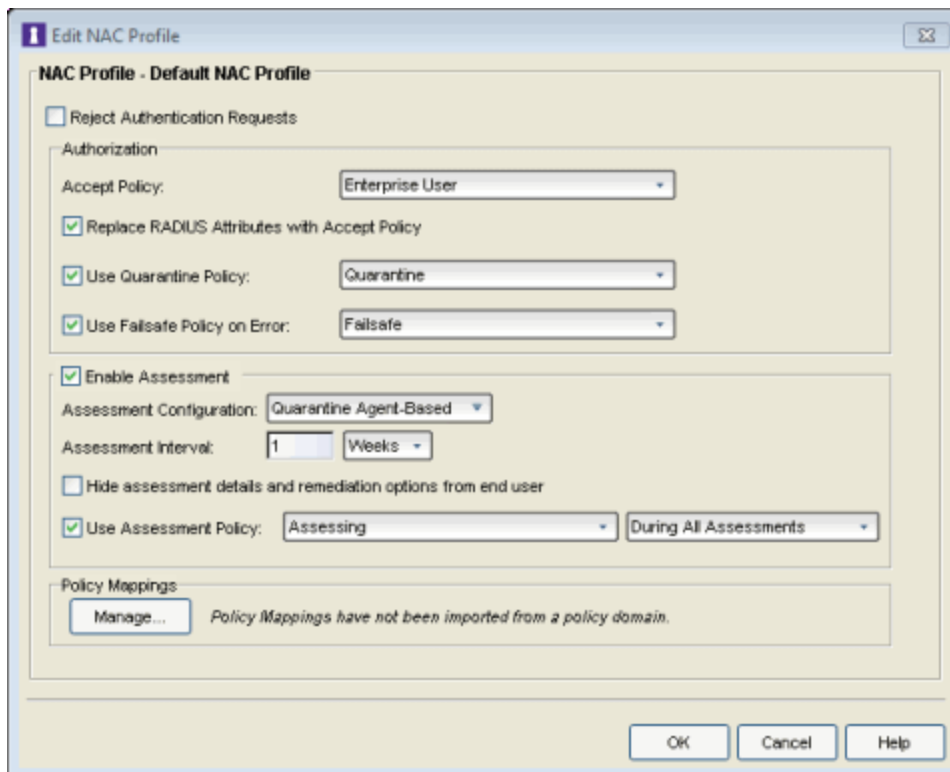 Edit NAC Profile
NAC Profile - Default NAC Profile
Reject Authentication Requests
Authorization
Accept Policy: Enterprise User
Replace RADIUS Attributes with Accept Policy
Use Quarantine Policy: Quarantine
Use Failsafe Policy on Error: Failsafe
Enable Assessment
Assessment Configuration: Quarantine Agent-Based
Assessment Interval: 1 Weeks
Hide assessment details and remediation options from end user
Use Assessment Policy: Assessing During All Assessments
Policy Mappings
Manage... Policy Mappings have not been imported from a policy domain.
OK Cancel Help